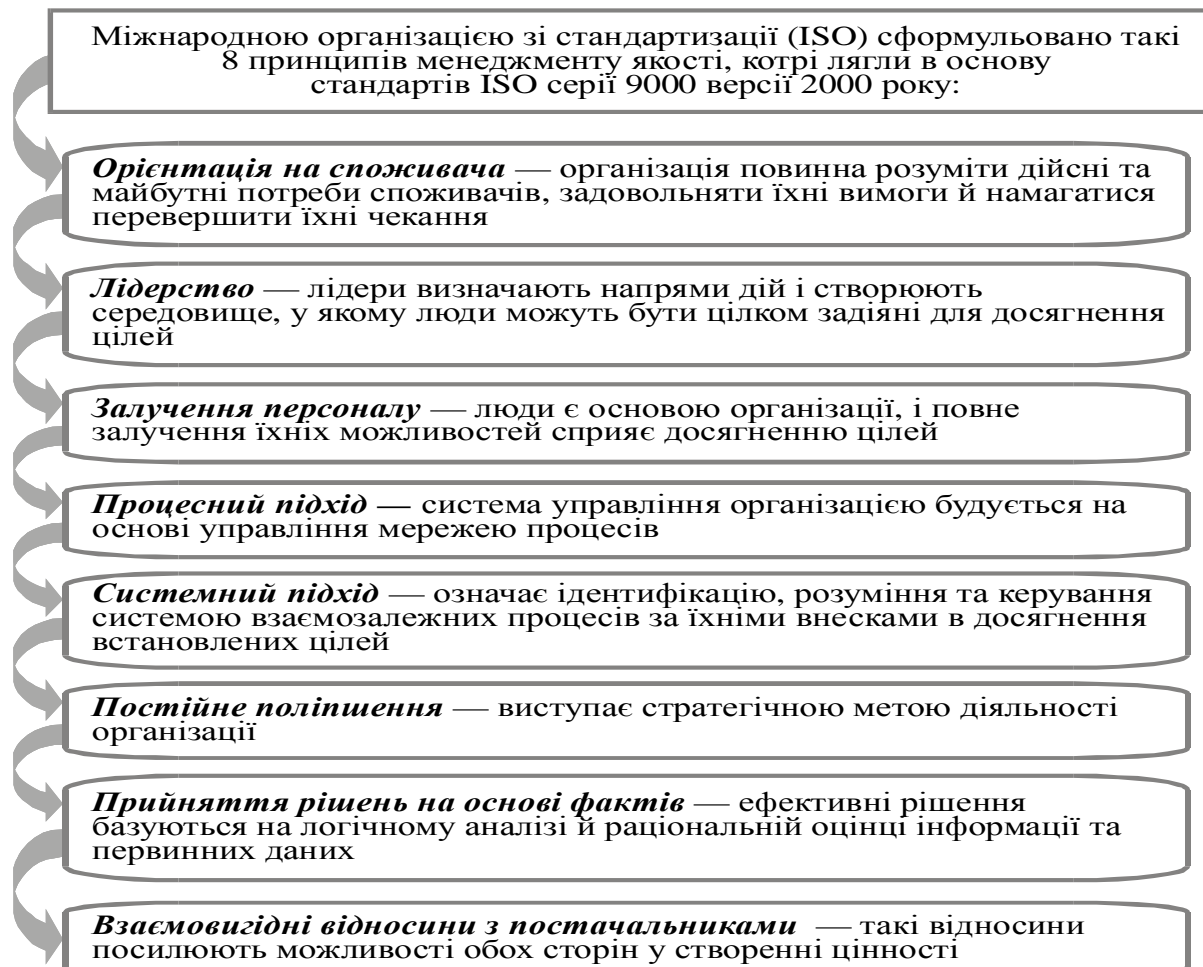 Міжнародною організацією зі стандартизації (ISO) сформульовано такі
8 принципів менеджменту якості, котрі лягли в основу
стандартів ISO серії 9000 версії 2000 року:
Орієнтація на споживача — організація повинна розуміти дійсні та
майбутні потреби споживачів, задовольняти їхні вимоги й намагатися
перевершити їхні чекання
Лідерство — лідери визначають напрями дій і створюють
середовище, у якому люди можуть бути цілком задіяні для досягнення
цілей
Залучення персоналу — люди є основою організації, і повне
залучення їхніх можливостей сприяє досягненню цілей
Процесний підхід — система управління організацією будується на
основі управління мережею процесів
Системний підхід — означає ідентифікацію, розуміння та керування
системою взаємозалежних процесів за їхніми внесками в досягнення
встановлених цілей
Постійне поліпшення — виступає стратегічною метою діяльності
організації
Прийняття рішень на основі фактів — ефективні рішення
базуються на логічному аналізі й раціональній оцінці інформації та
первинних даних
Взаємовигідні відносини з постачальниками — такі відносини
посилюють можливості обох сторін у створенні цінності